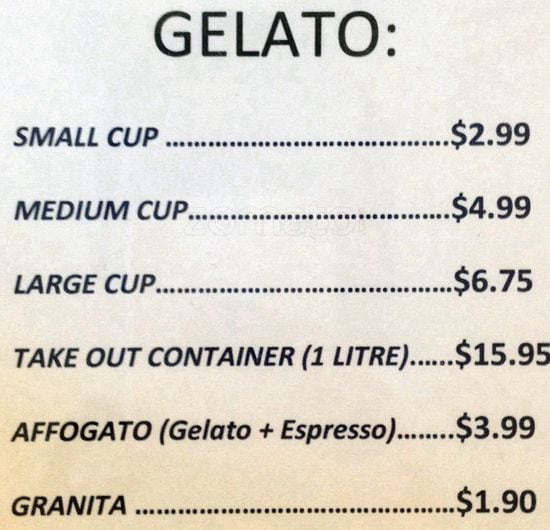 GELATO:
SMALL CUP ........................................$2.99
MEDIUM CUP.....................................$4.99
zomato
LARGE CUP..........................................$6.75
TAKE OUT CONTAINER (1 LITRE)......$15.95
AFFOGATO (Gelato + Espresso)........$3.99
GRANITA .............................................$1.90